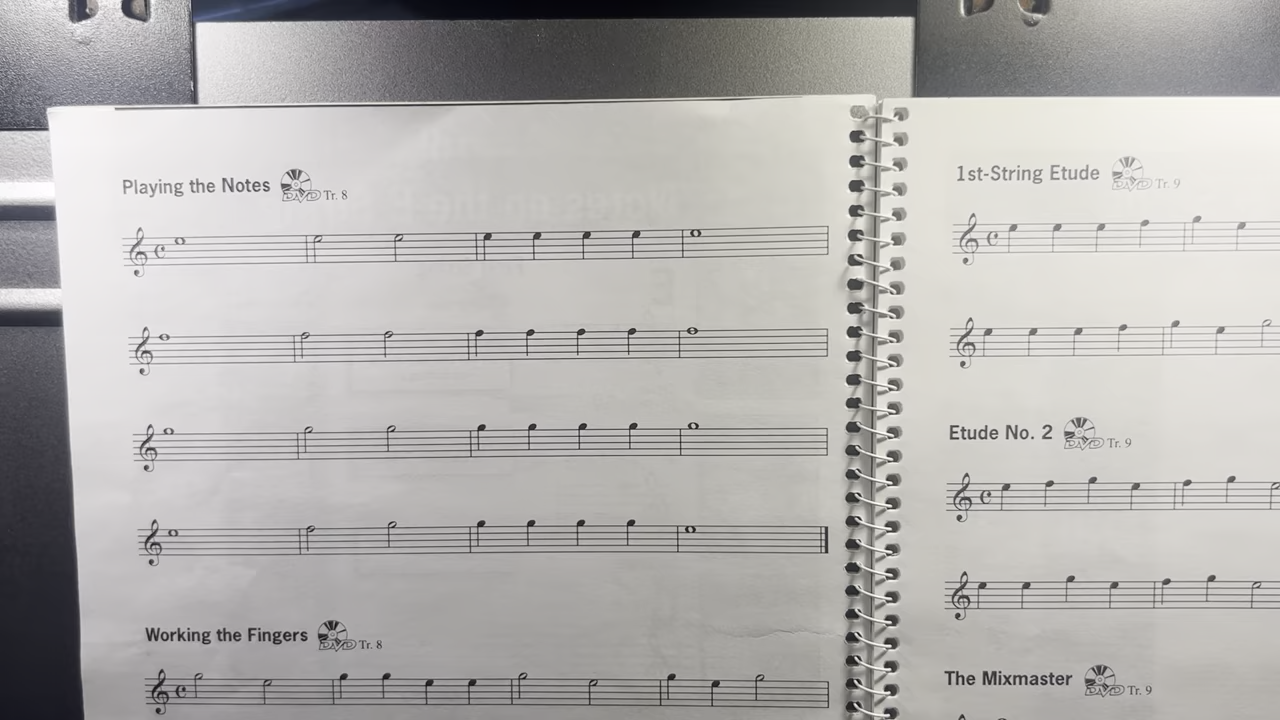 Playing the Notes DVD Tr. 8
Working the Fingers DVD Tr. 8
1st-String Etude DVD Tr. 9
Etude No. 2 DVD Tr. 9
The Mixmaster DVD Tr. 9